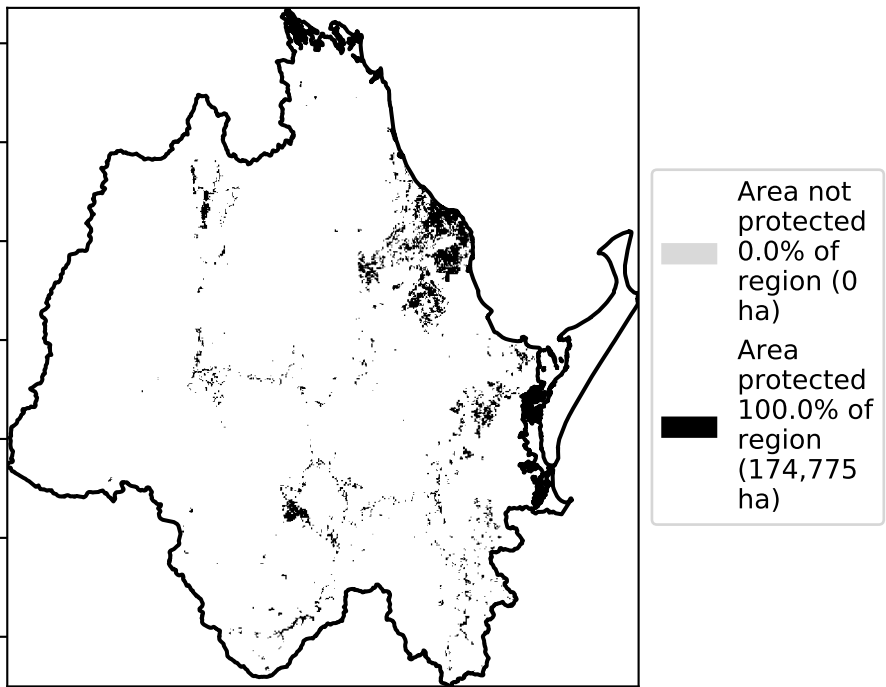 Area not
protected
0.0% of
region (0
ha)
Area
protected
100.0% of
region
(174,775
ha)